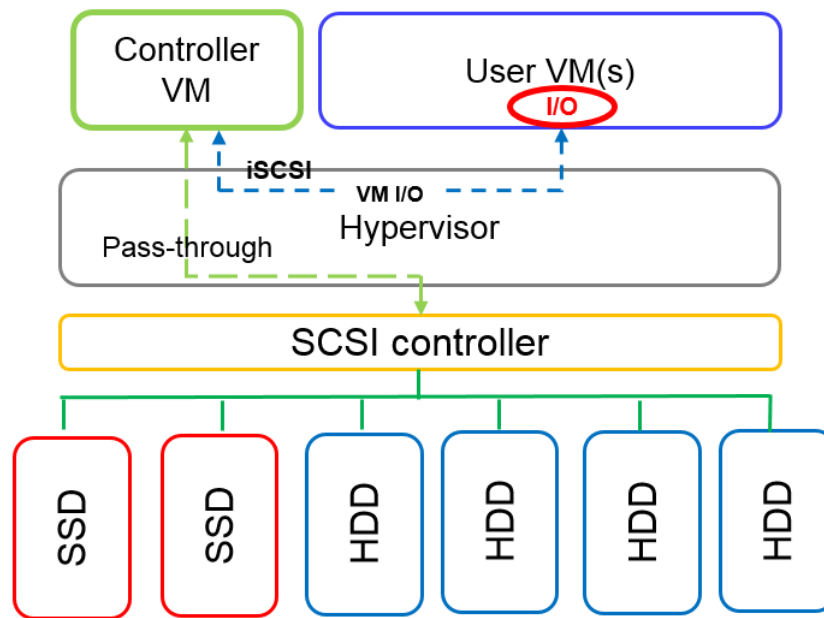 Controller
VM
User VM(s)
I/O
iSCSI
VM I/O
Hypervisor
Pass-through
SCSI controller
SSD
SSD
HDD
HDD
HDD
HDD